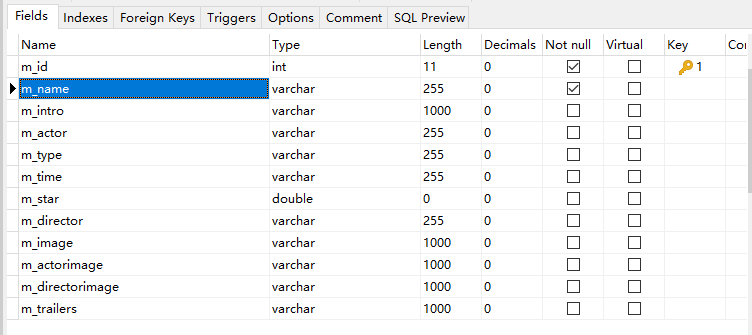 Fields Indexes Foreign Keys Triggers Options Comment SQL Preview
Name Type Length Decimals Not null Virtual Key Cor
m_id int 11 0 1
m_name varchar 255 0
m_intro varchar 1000 0
m_actor varchar 255 0
m_type varchar 255 0
m_time varchar 255 0
m_star double 0 0
m_director varchar 255 0
m_image varchar 1000 0
m_actorimage varchar 1000 0
m_directorimage varchar 1000 0
m_trailers varchar 1000 0